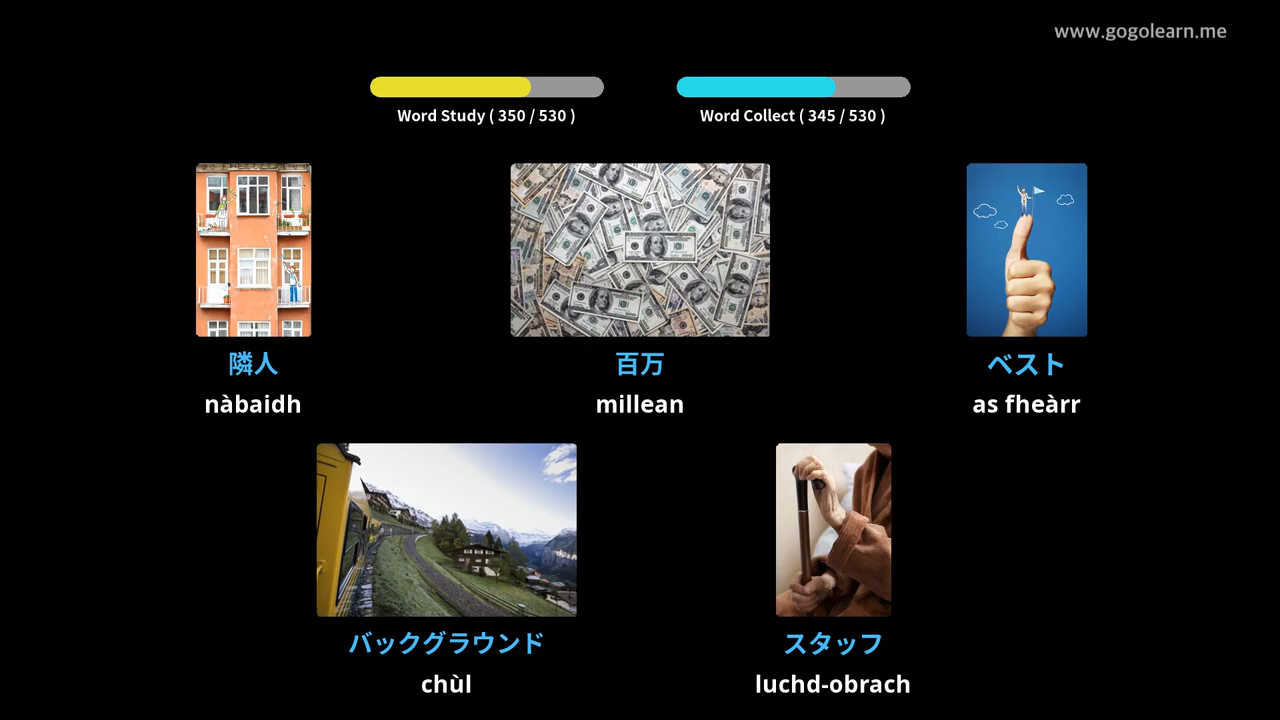 www.gogolearn.me
Word Study ( 350 / 530 )
Word Collect ( 345 / 530 )
隣人
nàbaidh
百万
millean
ベスト
as fheàrr
バックグラウンド
chùl
スタッフ
luchd-obrach